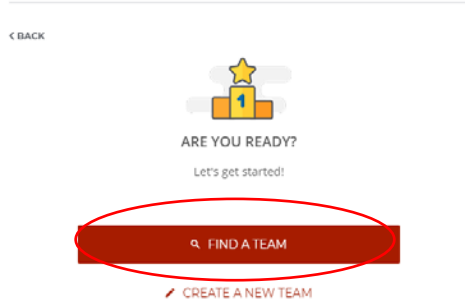 < BACK
1
ARE YOU READY?
Let's get started!
FIND A TEAM
CREATE A NEW TEAM